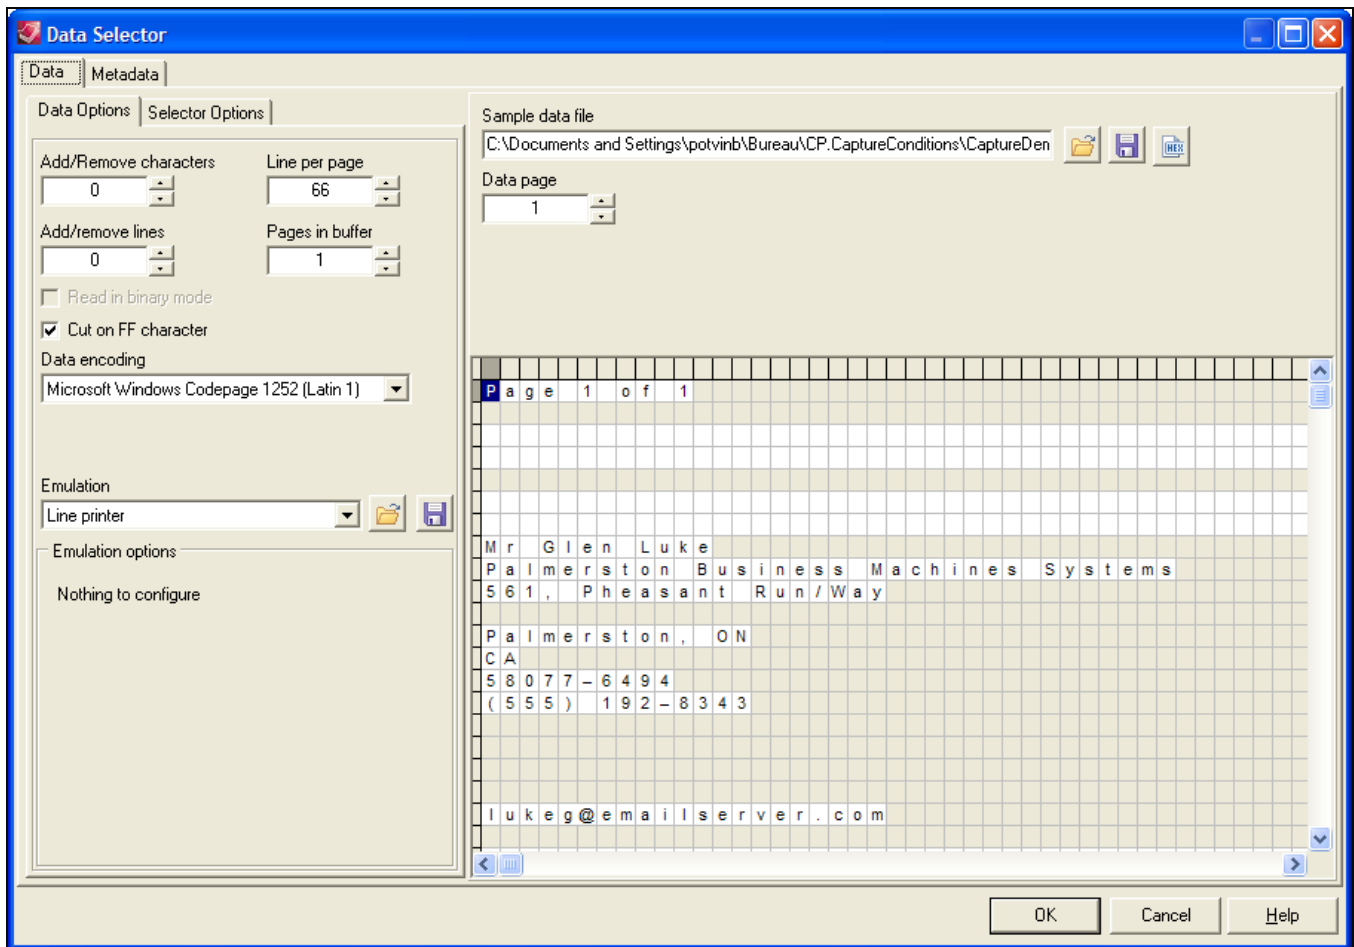 Data Selector
Data
Metadata
Data Options
Selector Options
Add/Remove characters
Line per page
0
66
Add/remove lines
Pages in buffer
0
1
Read in binary mode
Cut on FF character
Data encoding
Microsoft Windows Codepage 1252 (Latin 1)
Emulation
Line printer
Emulation options
Nothing to configure
Sample data file
C:\Documents and Settings\potvinb\Bureau\CP.CaptureConditions\CaptureDen
HEX
Data page
1
Page 1 of 1
Mr Glen Luke
Palmerston Business Machines Systems
561, Pheasant Run/Way
Palmerston, ON
CA
58077-6494
(555) 192-8343
lukeg@emailserver.com
OK
Cancel
Help